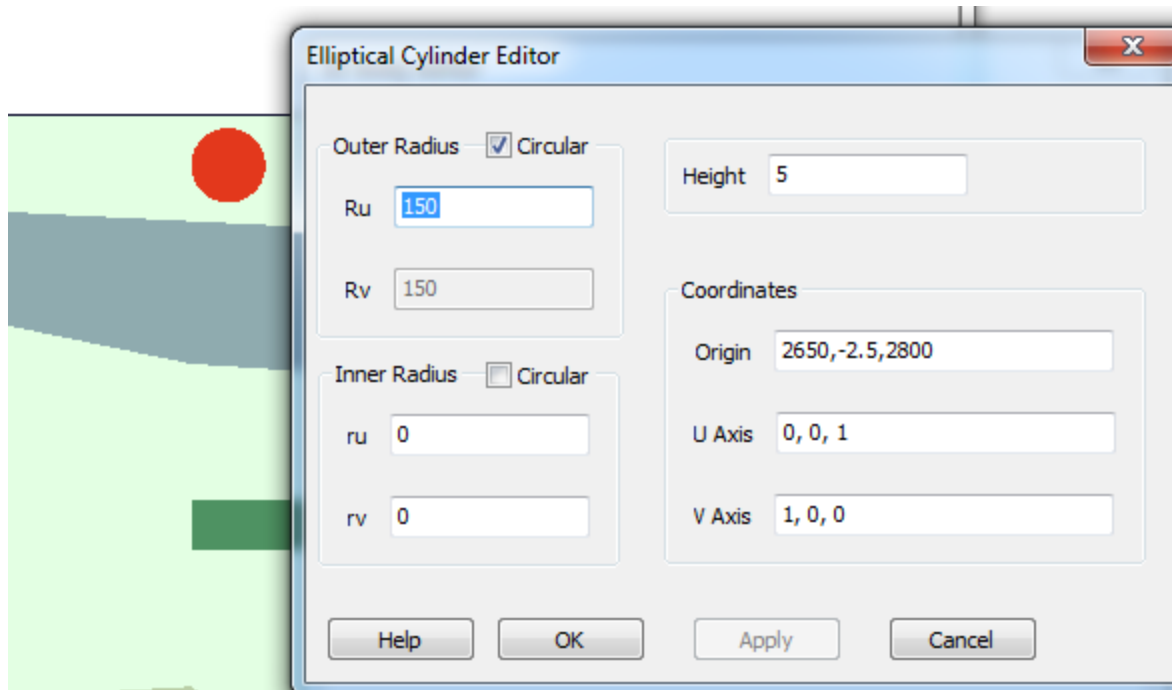 Elliptical Cylinder Editor
Outer Radius Circular
Ru 150
Rv 150
Inner Radius Circular
ru 0
rv 0
Height 5
Coordinates
Origin 2650,-2.5,2800
U Axis 0, 0, 1
V Axis 1, 0, 0
Help OK Apply Cancel